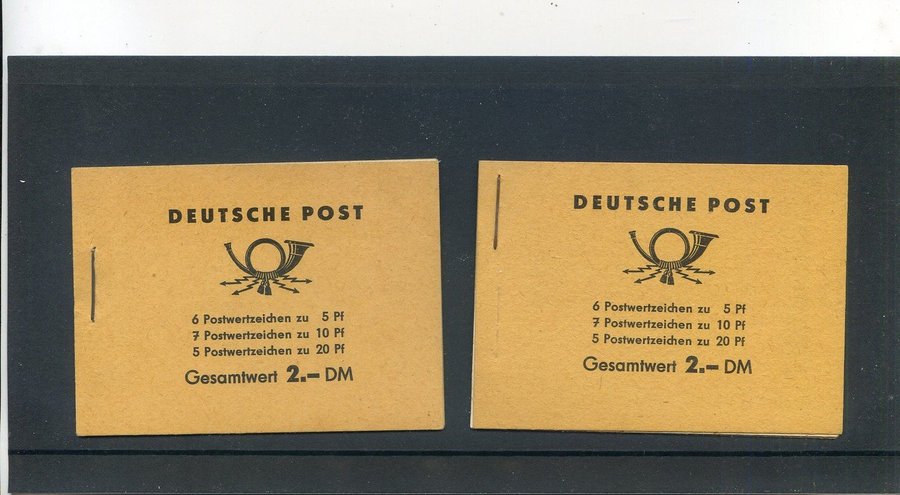 DEUTSCHE POST
6 Postwertzeichen zu 5 Pf
7 Postwertzeichen zu 10 Pf
5 Postwertzeichen zu 20 Pf
Gesamtwert 2.– DM
DEUTSCHE POST
6 Postwertzeichen zu 5 Pf
7 Postwertzeichen zu 10 Pf
5 Postwertzeichen zu 20 Pf
Gesamtwert 2.– DM